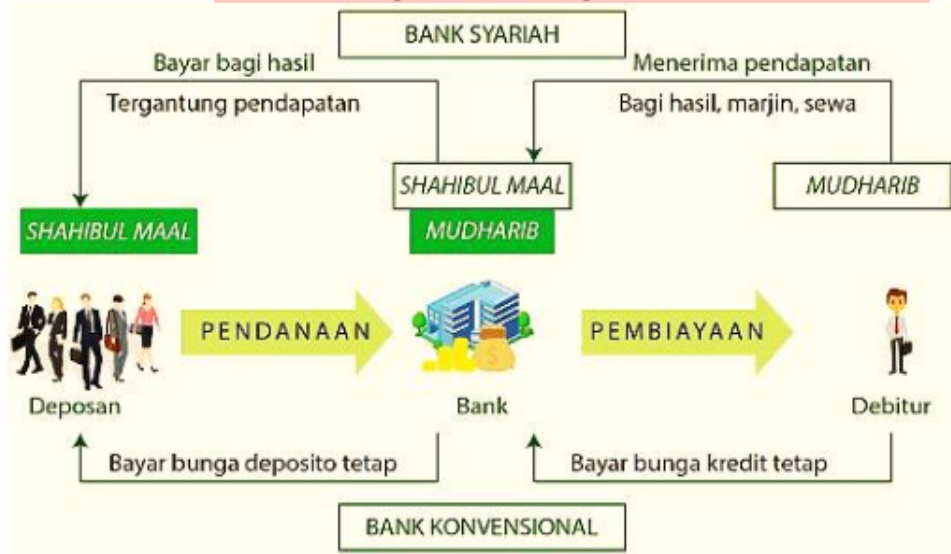 BANK SYARIAH
Bayar bagi hasil
Menerima pendapatan
Tergantung pendapatan
Bagi hasil, marjin, sewa
SHAHIBUL MAAL
MUDHARIB
SHAHIBUL MAAL
MUDHARIB
PENDANAAN
PEMBIAYAAN
Deposan
Bank
Debitur
Bayar bunga deposito tetap
Bayar bunga kredit tetap
BANK KONVENSIONAL